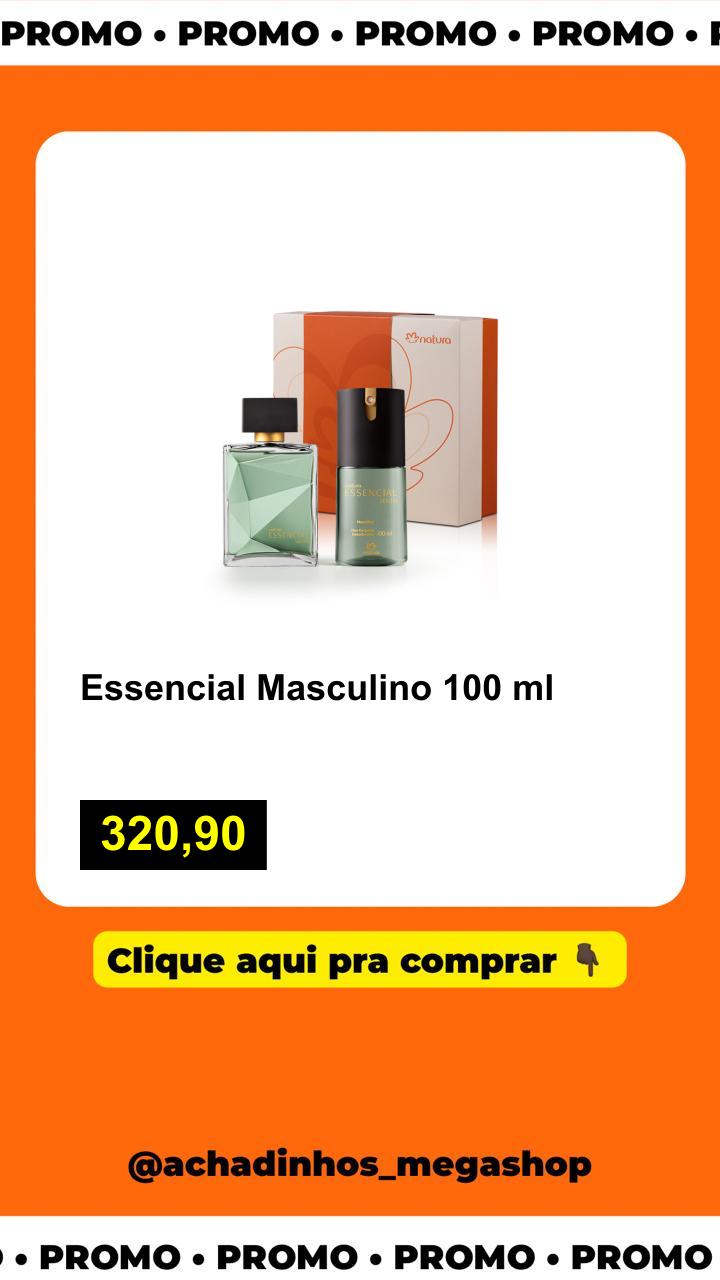 PROMO • PROMO • PROMO • PROMO •
natura
ESSENCIAL
ESSENCIAL
Essencial Masculino 100 ml
320,90
Clique aqui pra comprar 👇
@achadinhos_megashop
• PROMO • PROMO • PROMO • PROMO